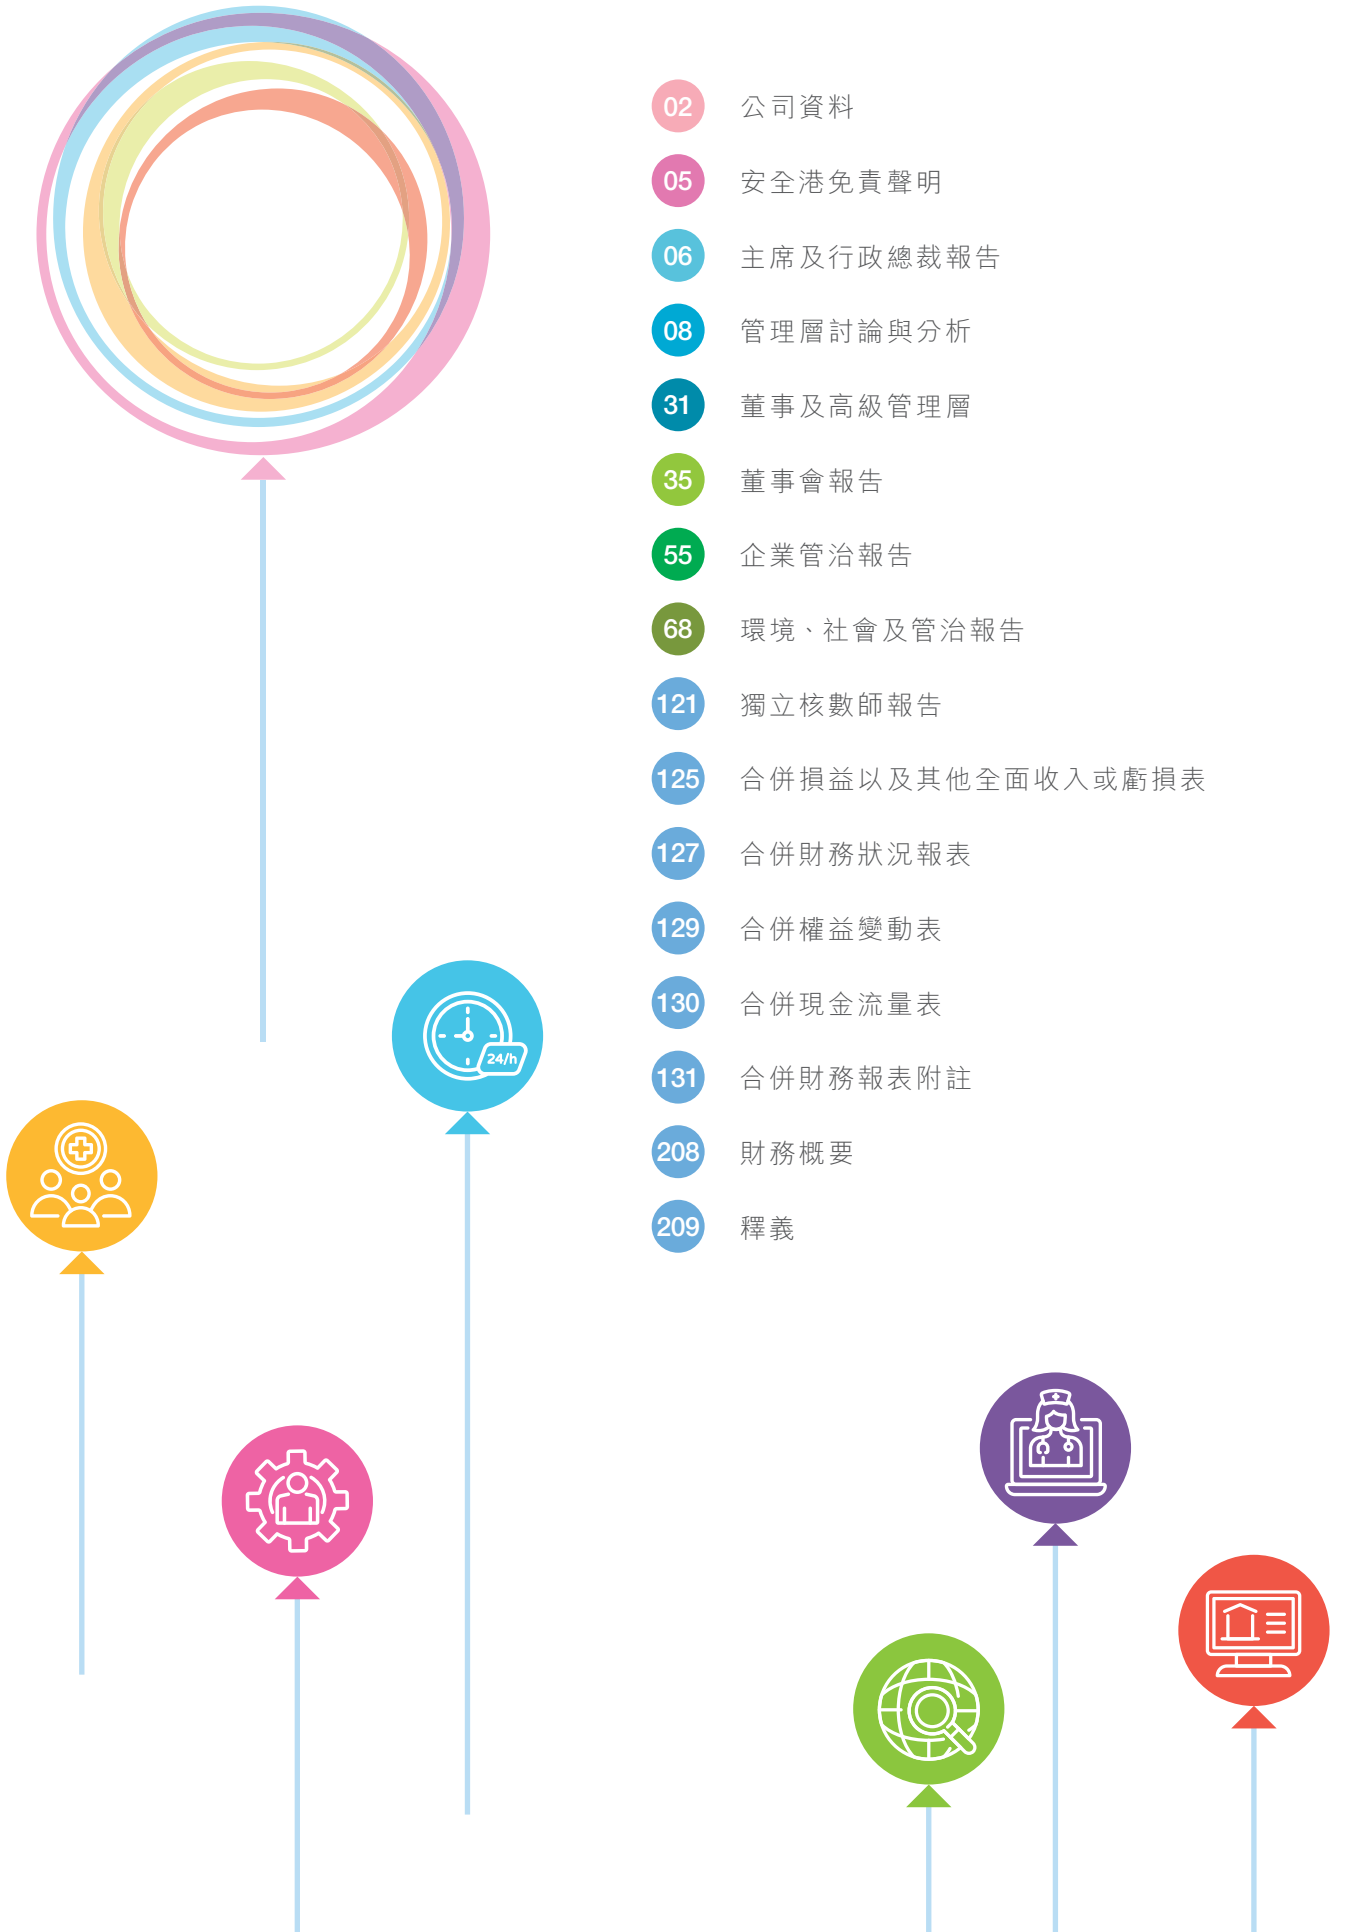 02 公司資料
05 安全港免責聲明
06 主席及行政總裁報告
08 管理層討論與分析
31 董事及高級管理層
35 董事會報告
55 企業管治報告
68 環境、社會及管治報告
121 獨立核數師報告
125 合併損益以及其他全面收入或虧損表
127 合併財務狀況報表
129 合併權益變動表
130 合併現金流量表
131 合併財務報表附註
208 財務概要
209 釋義
24/h